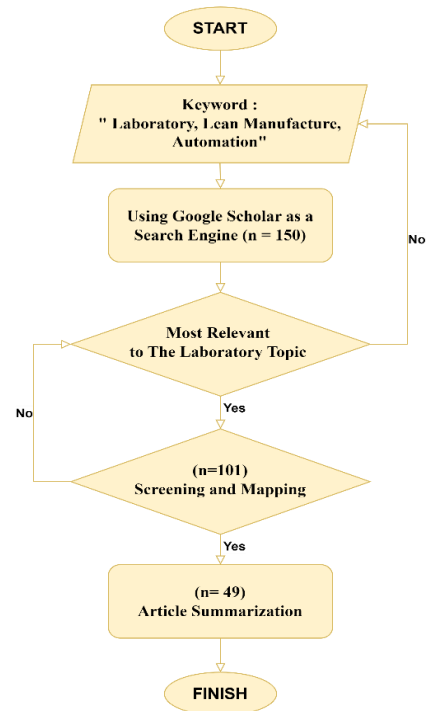 START
Keyword :
" Laboratory, Lean Manufacture,
Automation"
Using Google Scholar as a
Search Engine (n = 150)
No
Most Relevant
to The Laboratory Topic
No
Yes
(n=101)
Screening and Mapping
Yes
(n= 49)
Article Summarization
FINISH